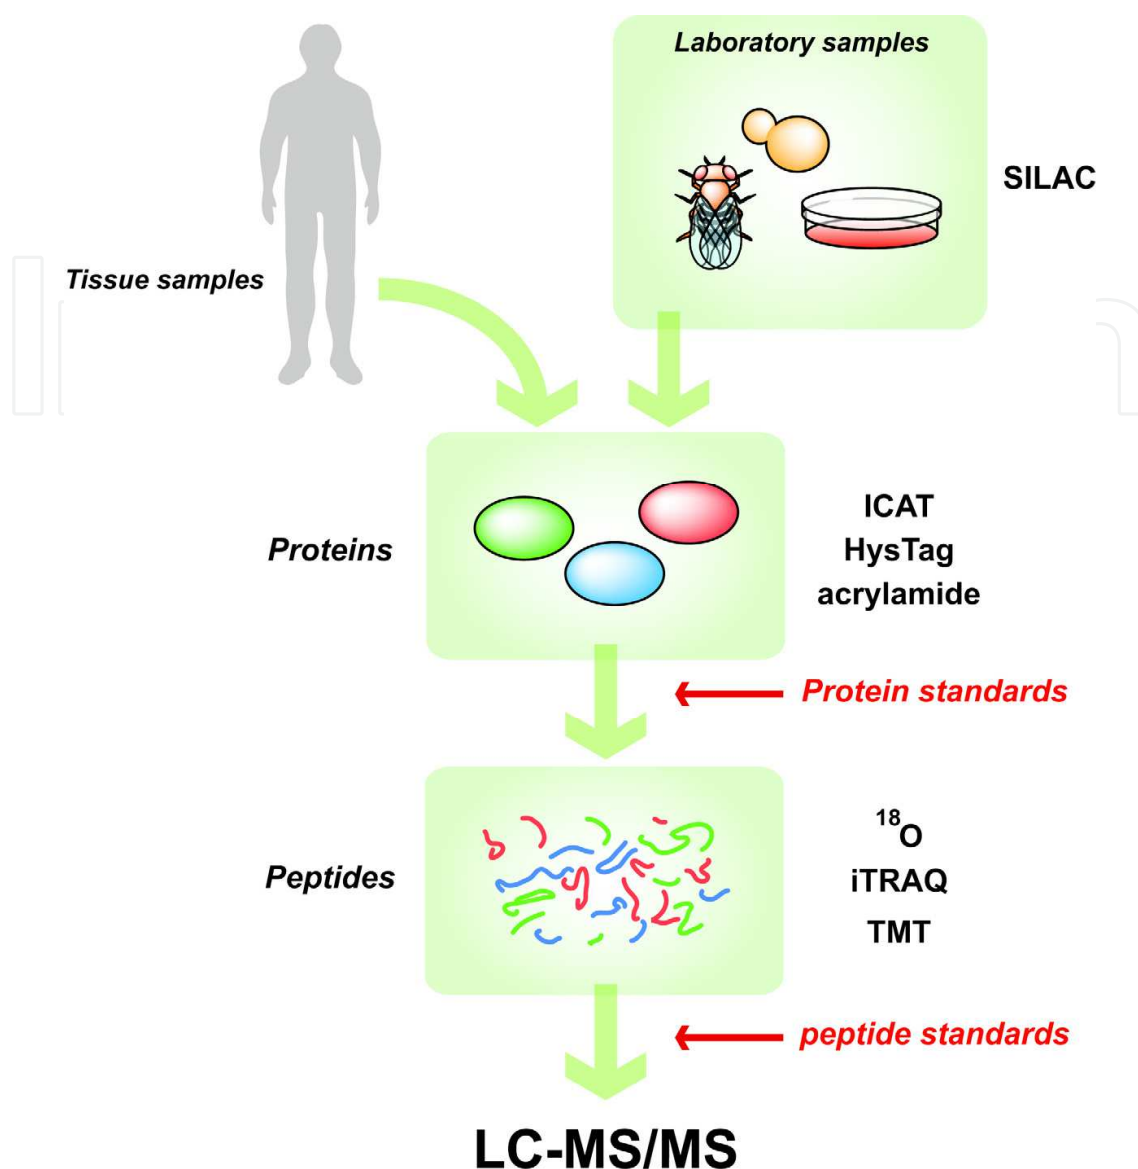 Laboratory samples
SILAC
Tissue samples
Proteins
ICAT
HysTag
acrylamide
Protein standards
Peptides
¹⁸O
iTRAQ
TMT
peptide standards
LC-MS/MS